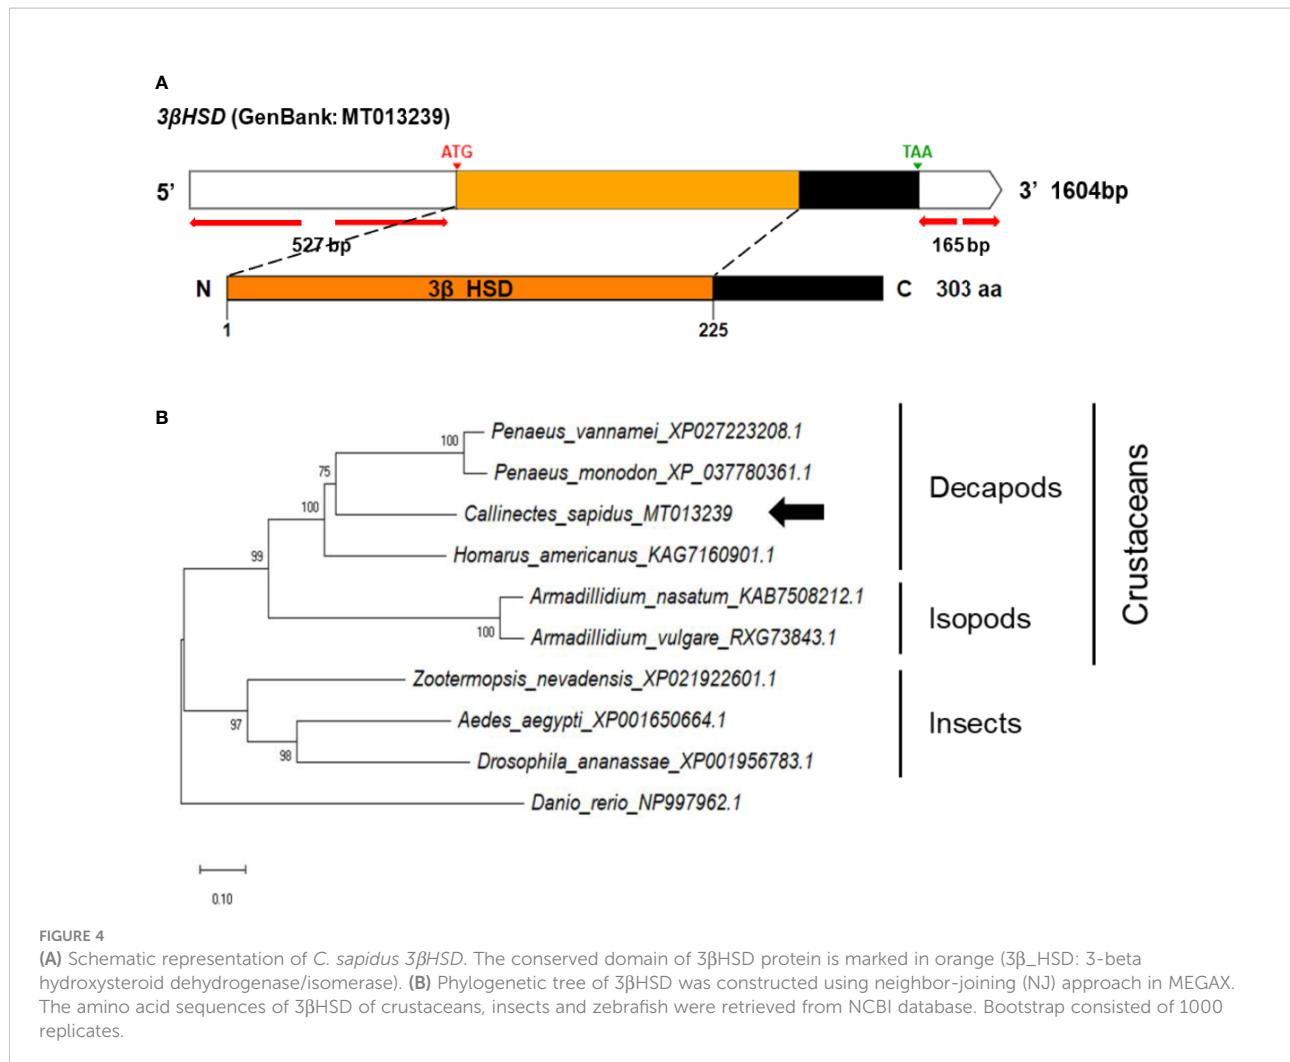 A
3βHSD (GenBank: MT013239)
ATG
TAA
5’
3’ 1604bp
527 bp
165 bp
N
3β HSD
C 303 aa
1
225
B
Penaeus_vannamei_XP027223208.1
100
Penaeus_monodon_XP_037780361.1
75
Decapods
Callinectes_sapidus_MT013239
100
Homarus_americanus_KAG7160901.1
99
Crustaceans
Armadillidium_nasatum_KAB7508212.1
Isopods
100
Armadillidium_vulgare_RXG73843.1
Zootermopsis_nevadensis_XP021922601.1
97
Aedes_aegypti_XP001650664.1
Insects
98
Drosophila_ananassae_XP001956783.1
Danio_rerio_NP997962.1
0.10
FIGURE 4
(A) Schematic representation of C. sapidus 3βHSD. The conserved domain of 3βHSD protein is marked in orange (3β_HSD: 3-beta
hydroxysteroid dehydrogenase/isomerase). (B) Phylogenetic tree of 3βHSD was constructed using neighbor-joining (NJ) approach in MEGAX.
The amino acid sequences of 3βHSD of crustaceans, insects and zebrafish were retrieved from NCBI database. Bootstrap consisted of 1000
replicates.